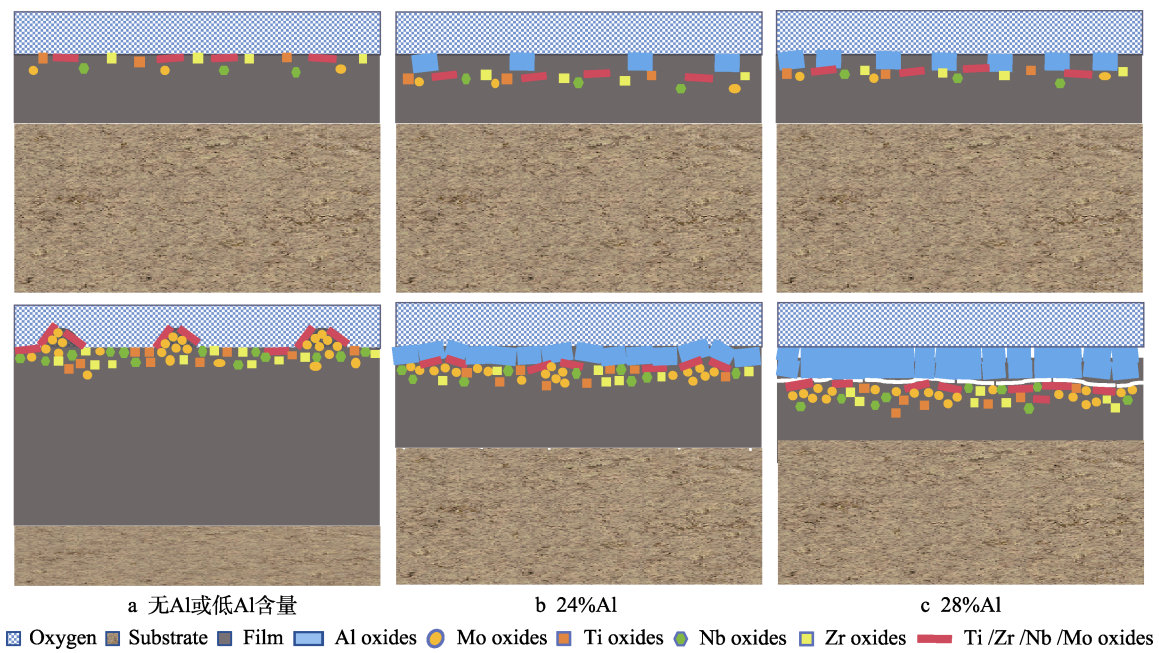 a 无Al或低Al含量
b 24%Al
c 28%Al
Oxygen Substrate Film Al oxides Mo oxides Ti oxides Nb oxides Zr oxides Ti /Zr /Nb /Mo oxides